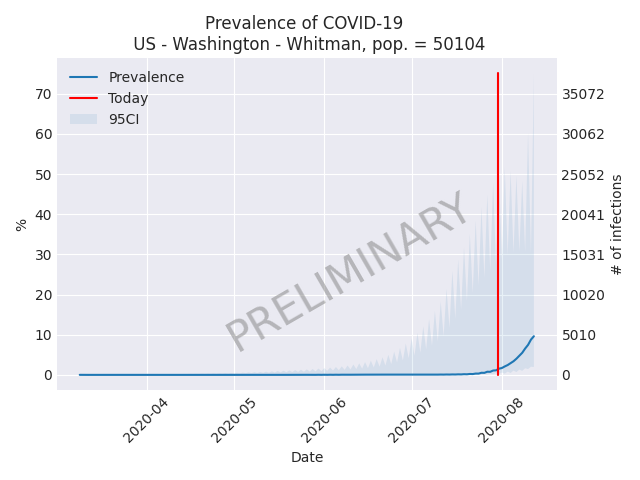 Prevalence of COVID-19
US - Washington - Whitman, pop. = 50104
Prevalence
Today
95CI
PRELIMINARY
%
70
60
50
40
30
20
10
0
35072
30062
25052
20041
15031
10020
5010
0
# of infections
2020-04
2020-05
2020-06
2020-07
2020-08
Date